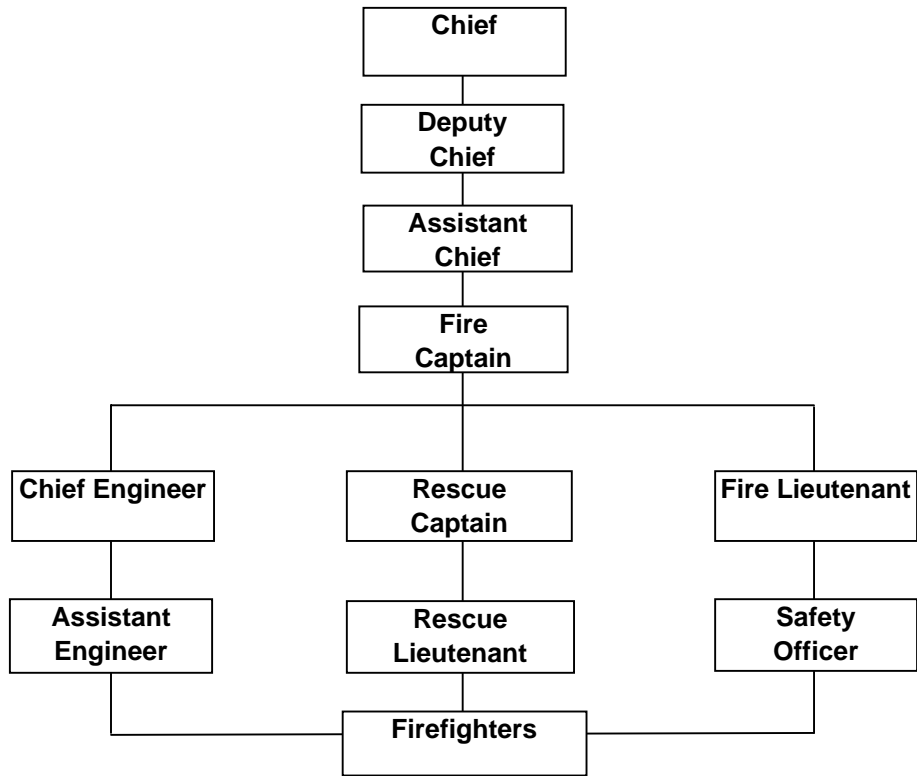 Chief
Deputy
Chief
Assistant
Chief
Fire
Captain
Chief Engineer
Rescue
Captain
Fire Lieutenant
Assistant
Engineer
Rescue
Lieutenant
Safety
Officer
Firefighters